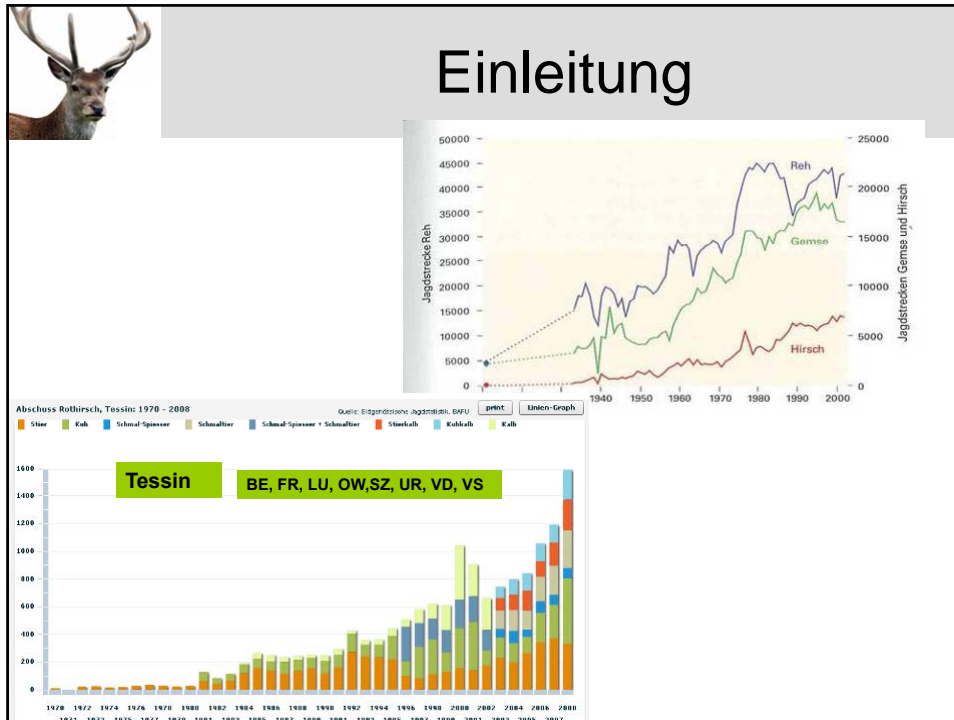 Einleitung
50000
45000
40000
35000
30000
25000
20000
15000
10000
5000
0
Jagdstrecke Reh
25000
20000
15000
10000
5000
0
Jagdstrecken Gemse und Hirsch
Reh
Gemse
Hirsch
1940 1950 1960 1970 1980 1990 2000
Abschuss Rothirsch, Tessin: 1970 - 2008
Quelle: Eidgenössische Jagdstatistik, BAFU
print
Linien-Graph
Stier Kuh Schmal-Spiesser Schmaltier Schmal-Spiesser + Schmaltier Stierkalb Kuhkalb Kalb
Tessin
BE, FR, LU, OW,SZ, UR, VD, VS
1600
1400
1200
1000
800
600
400
200
0
1970 1972 1974 1976 1978 1980 1982 1984 1986 1988 1990 1992 1994 1996 1998 2000 2002 2004 2006 2008